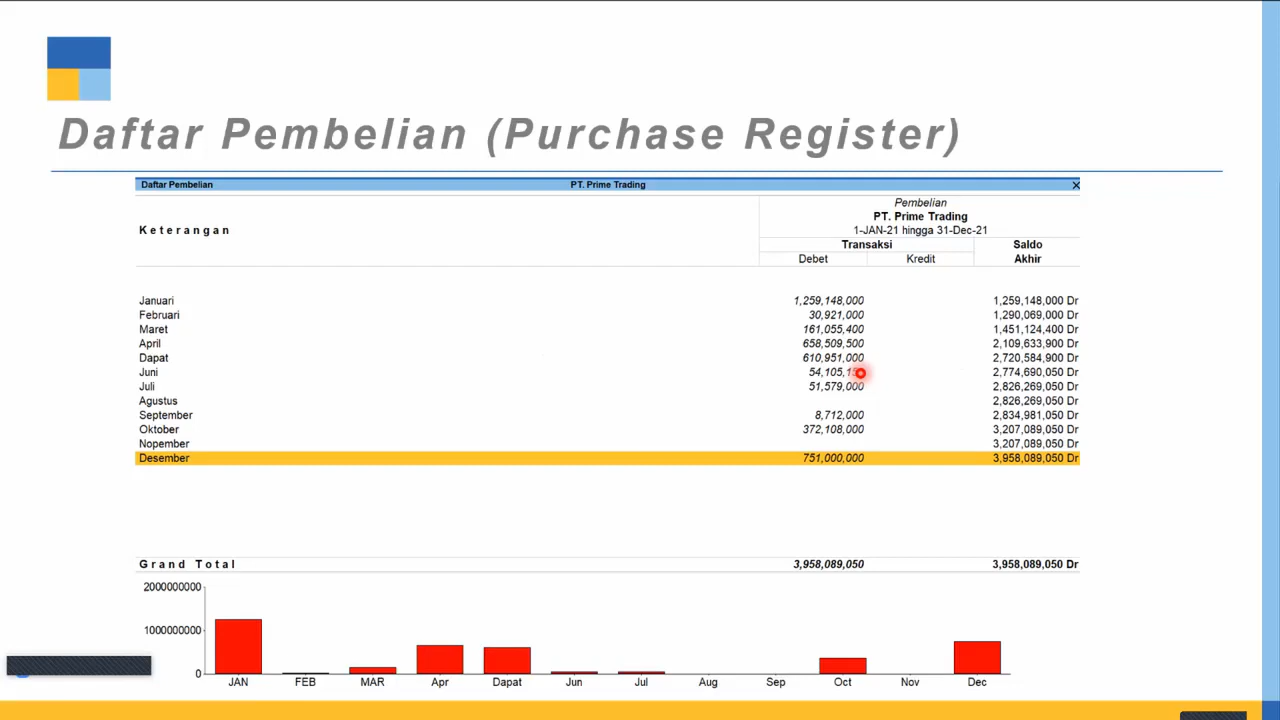 Daftar Pembelian (Purchase Register)
Daftar Pembelian PT. Prime Trading X
Pembelian
PT. Prime Trading
Keterangan 1-JAN-21 hingga 31-Dec-21
Transaksi Saldo
Debet Kredit Akhir
Januari 1,259,148,000 1,259,148,000 Dr
Februari 30,921,000 1,290,069,000 Dr
Maret 161,055,400 1,451,124,400 Dr
April 658,509,500 2,109,633,900 Dr
Dapat 610,951,000 2,720,584,900 Dr
Juni 2,774,690,050 Dr
Juli 51,579,000 2,826,269,050 Dr
Agustus 2,826,269,050 Dr
September 8,712,000 2,834,981,050 Dr
Oktober 372,108,000 3,207,089,050 Dr
Nopember 3,207,089,050 Dr
Desember 751,000,000 3,958,089,050 Dr
Grand Total 3,958,089,050 3,958,089,050 Dr
2000000000
1000000000
0
JAN FEB MAR Apr Dapat Jun Jul Aug Sep Oct Nov Dec